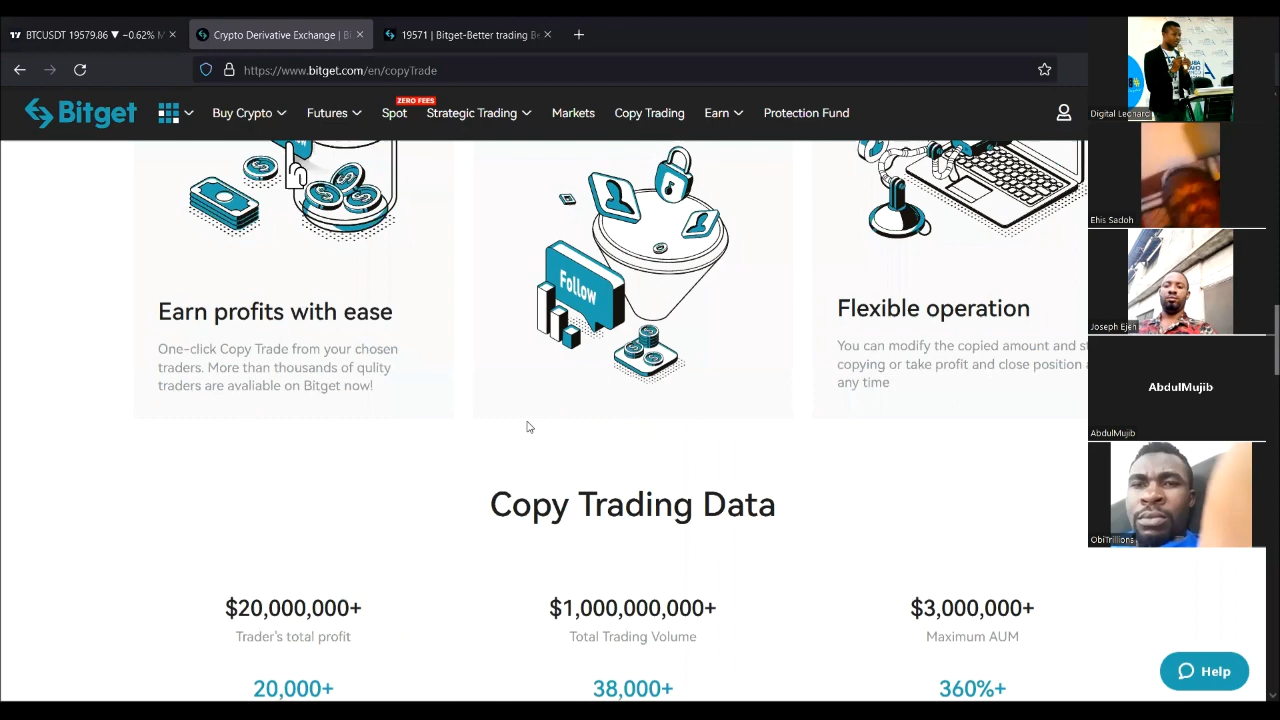 BTCUSDT 19579.86 ▼ −0.62%
Crypto Derivative Exchange | Bi
19571 | Bitget-Better trading Be
https://www.bitget.com/en/copyTrade
Bitget
Buy Crypto
Futures
ZERO FEES
Spot
Strategic Trading
Markets
Copy Trading
Earn
Protection Fund
Follow
Earn profits with ease
One-click Copy Trade from your chosen
traders. More than thousands of qulity
traders are avaliable on Bitget now!
Flexible operation
You can modify the copied amount and st
copying or take profit and close position a
any time
Copy Trading Data
$20,000,000+
Trader's total profit
$1,000,000,000+
Total Trading Volume
$3,000,000+
Maximum AUM
20,000+
38,000+
360%+
Help
Digital Leonard
Ehis Sadoh
Joseph Ejeh
AbdulMujib
AbdulMujib
ObiTrillions